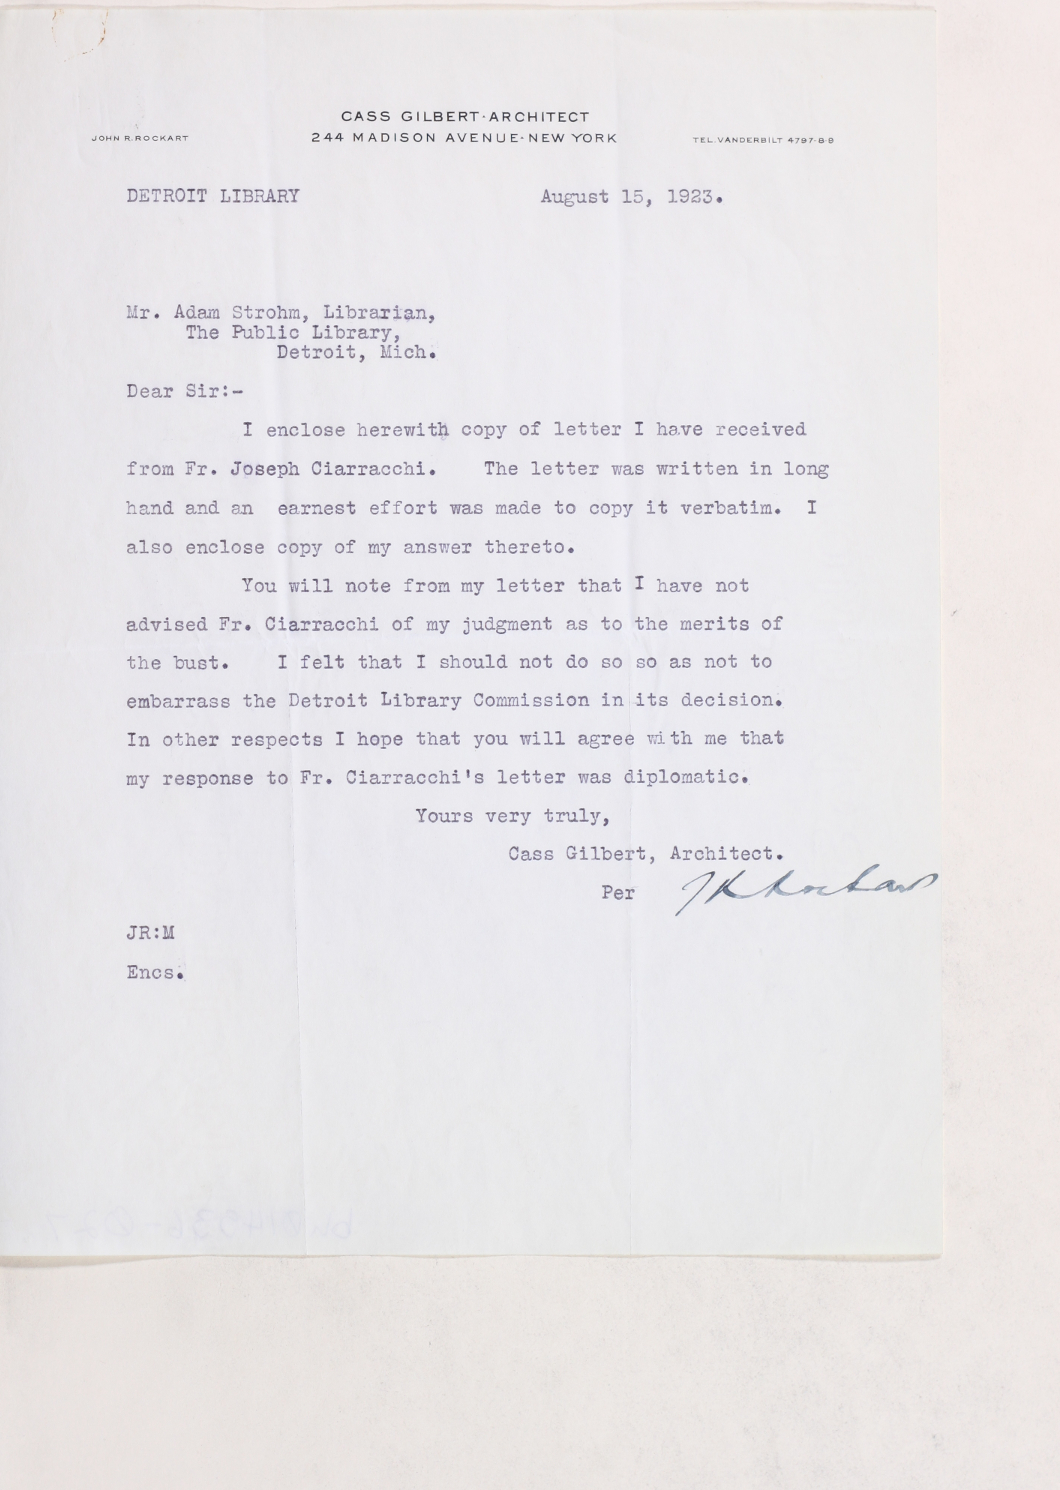 CASS GILBERT·ARCHITECT
JOHN R. ROCKART 244 MADISON AVENUE·NEW YORK TEL. VANDERBILT 4797-8-9
DETROIT LIBRARY August 15, 1923.
Mr. Adam Strohm, Librarian,
The Public Library,
Detroit, Mich.
Dear Sir:-
I enclose herewith copy of letter I have received
from Fr. Joseph Ciarracchi. The letter was written in long
hand and an earnest effort was made to copy it verbatim. I
also enclose copy of my answer thereto.
You will note from my letter that I have not
advised Fr. Ciarracchi of my judgment as to the merits of
the bust. I felt that I should not do so so as not to
embarrass the Detroit Library Commission in its decision.
In other respects I hope that you will agree with me that
my response to Fr. Ciarracchi's letter was diplomatic.
Yours very truly,
Cass Gilbert, Architect.
Per J R Rockart
JR:M
Encs.